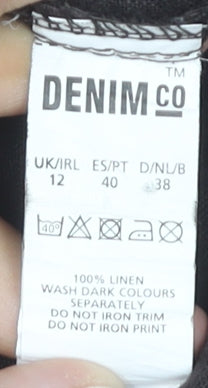 TM
DENIM CO
UK/IRL ES/PT D/NL/B
12 40 38
40°
100% LINEN
WASH DARK COLOURS
SEPARATELY
DO NOT IRON TRIM
DO NOT IRON PRINT